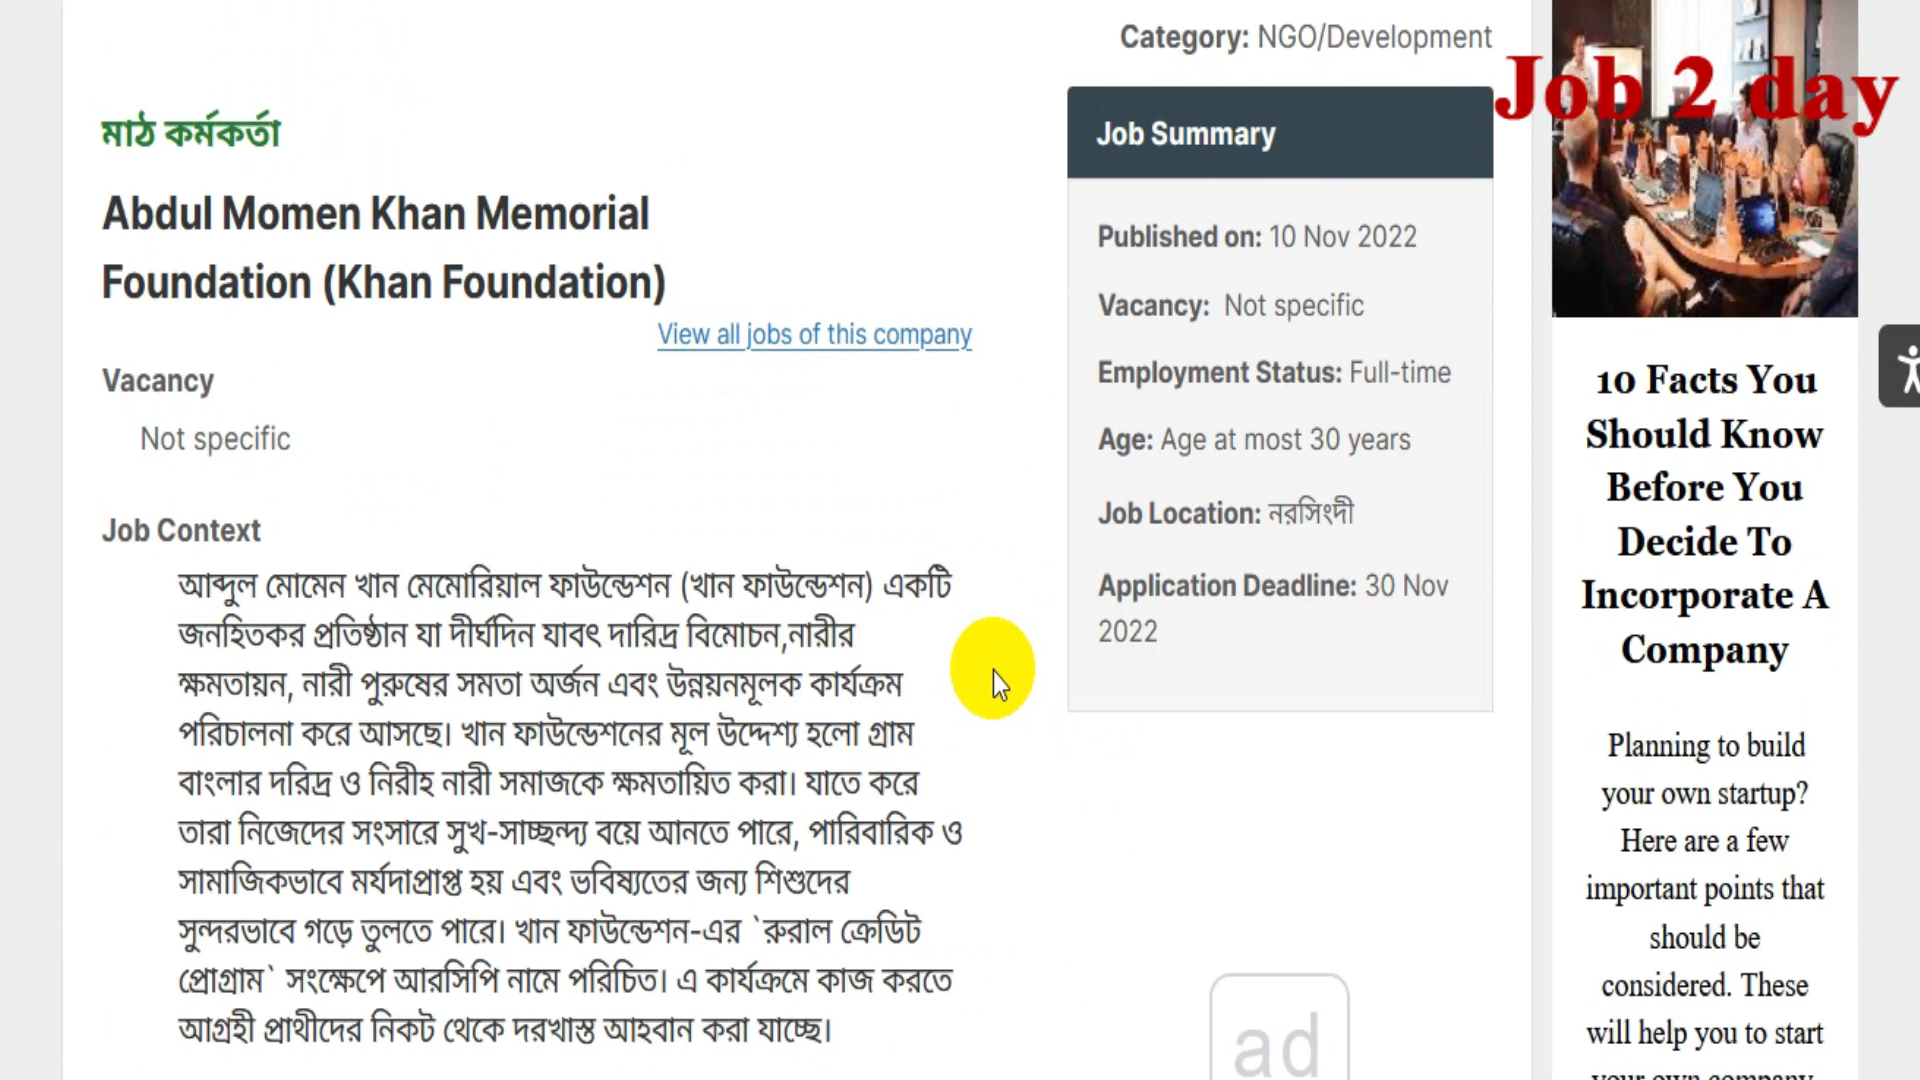 Category: NGO/Development
Job 2 day
মাঠ কর্মকর্তা
Abdul Momen Khan Memorial
Foundation (Khan Foundation)
View all jobs of this company
Vacancy
Not specific
Job Context
আব্দুল মোমেন খান মেমোরিয়াল ফাউন্ডেশন (খান ফাউন্ডেশন) একটি
জনহিতকর প্রতিষ্ঠান যা দীর্ঘদিন যাবৎ দারিদ্র বিমোচন,নারীর
ক্ষমতায়ন, নারী পুরুষের সমতা অর্জন এবং উন্নয়নমূলক কার্যক্রম
পরিচালনা করে আসছে। খান ফাউন্ডেশনের মূল উদ্দেশ্য হলো গ্রাম
বাংলার দরিদ্র ও নিরীহ নারী সমাজকে ক্ষমতায়িত করা। যাতে করে
তারা নিজেদের সংসারে সুখ-সাচ্ছন্দ্য বয়ে আনতে পারে, পারিবারিক ও
সামাজিকভাবে মর্যদাপ্রাপ্ত হয় এবং ভবিষ্যতের জন্য শিশুদের
সুন্দরভাবে গড়ে তুলতে পারে। খান ফাউন্ডেশন-এর `রুরাল ক্রেডিট
প্রোগ্রাম` সংক্ষেপে আরসিপি নামে পরিচিত। এ কার্যক্রমে কাজ করতে
আগ্রহী প্রাথীদের নিকট থেকে দরখাস্ত আহবান করা যাচ্ছে।
Job Summary
Published on: 10 Nov 2022
Vacancy: Not specific
Employment Status: Full-time
Age: Age at most 30 years
Job Location: নরসিংদী
Application Deadline: 30 Nov
2022
ad
10 Facts You
Should Know
Before You
Decide To
Incorporate A
Company
Planning to build
your own startup?
Here are a few
important points that
should be
considered. These
will help you to start
your own company